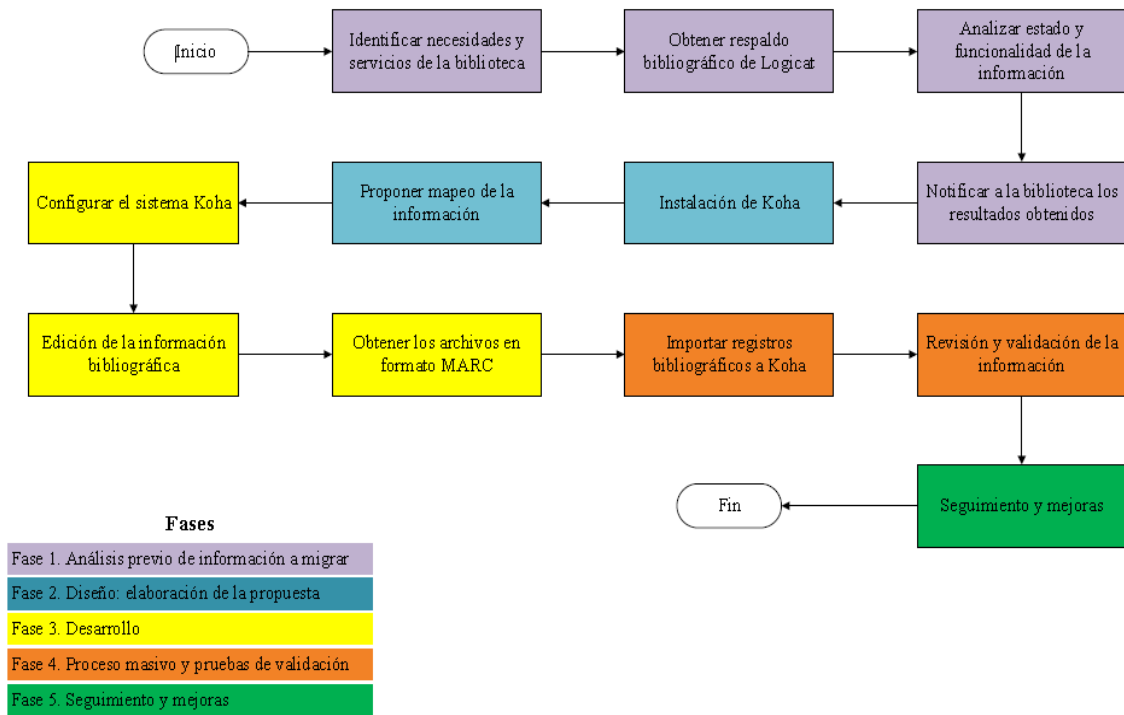 Inicio
Identificar necesidades y
servicios de la biblioteca
Obtener respaldo
bibliográfico de Logicat
Analizar estado y
funcionalidad de la
información
Notificar a la biblioteca los
resultados obtenidos
Instalación de Koha
Proponer mapeo de la
información
Configurar el sistema Koha
Edición de la información
bibliográfica
Obtener los archivos en
formato MARC
Importar registros
bibliográficos a Koha
Revisión y validación de la
información
Seguimiento y mejoras
Fin
Fases
Fase 1. Análisis previo de información a migrar
Fase 2. Diseño: elaboración de la propuesta
Fase 3. Desarrollo
Fase 4. Proceso masivo y pruebas de validación
Fase 5. Seguimiento y mejoras